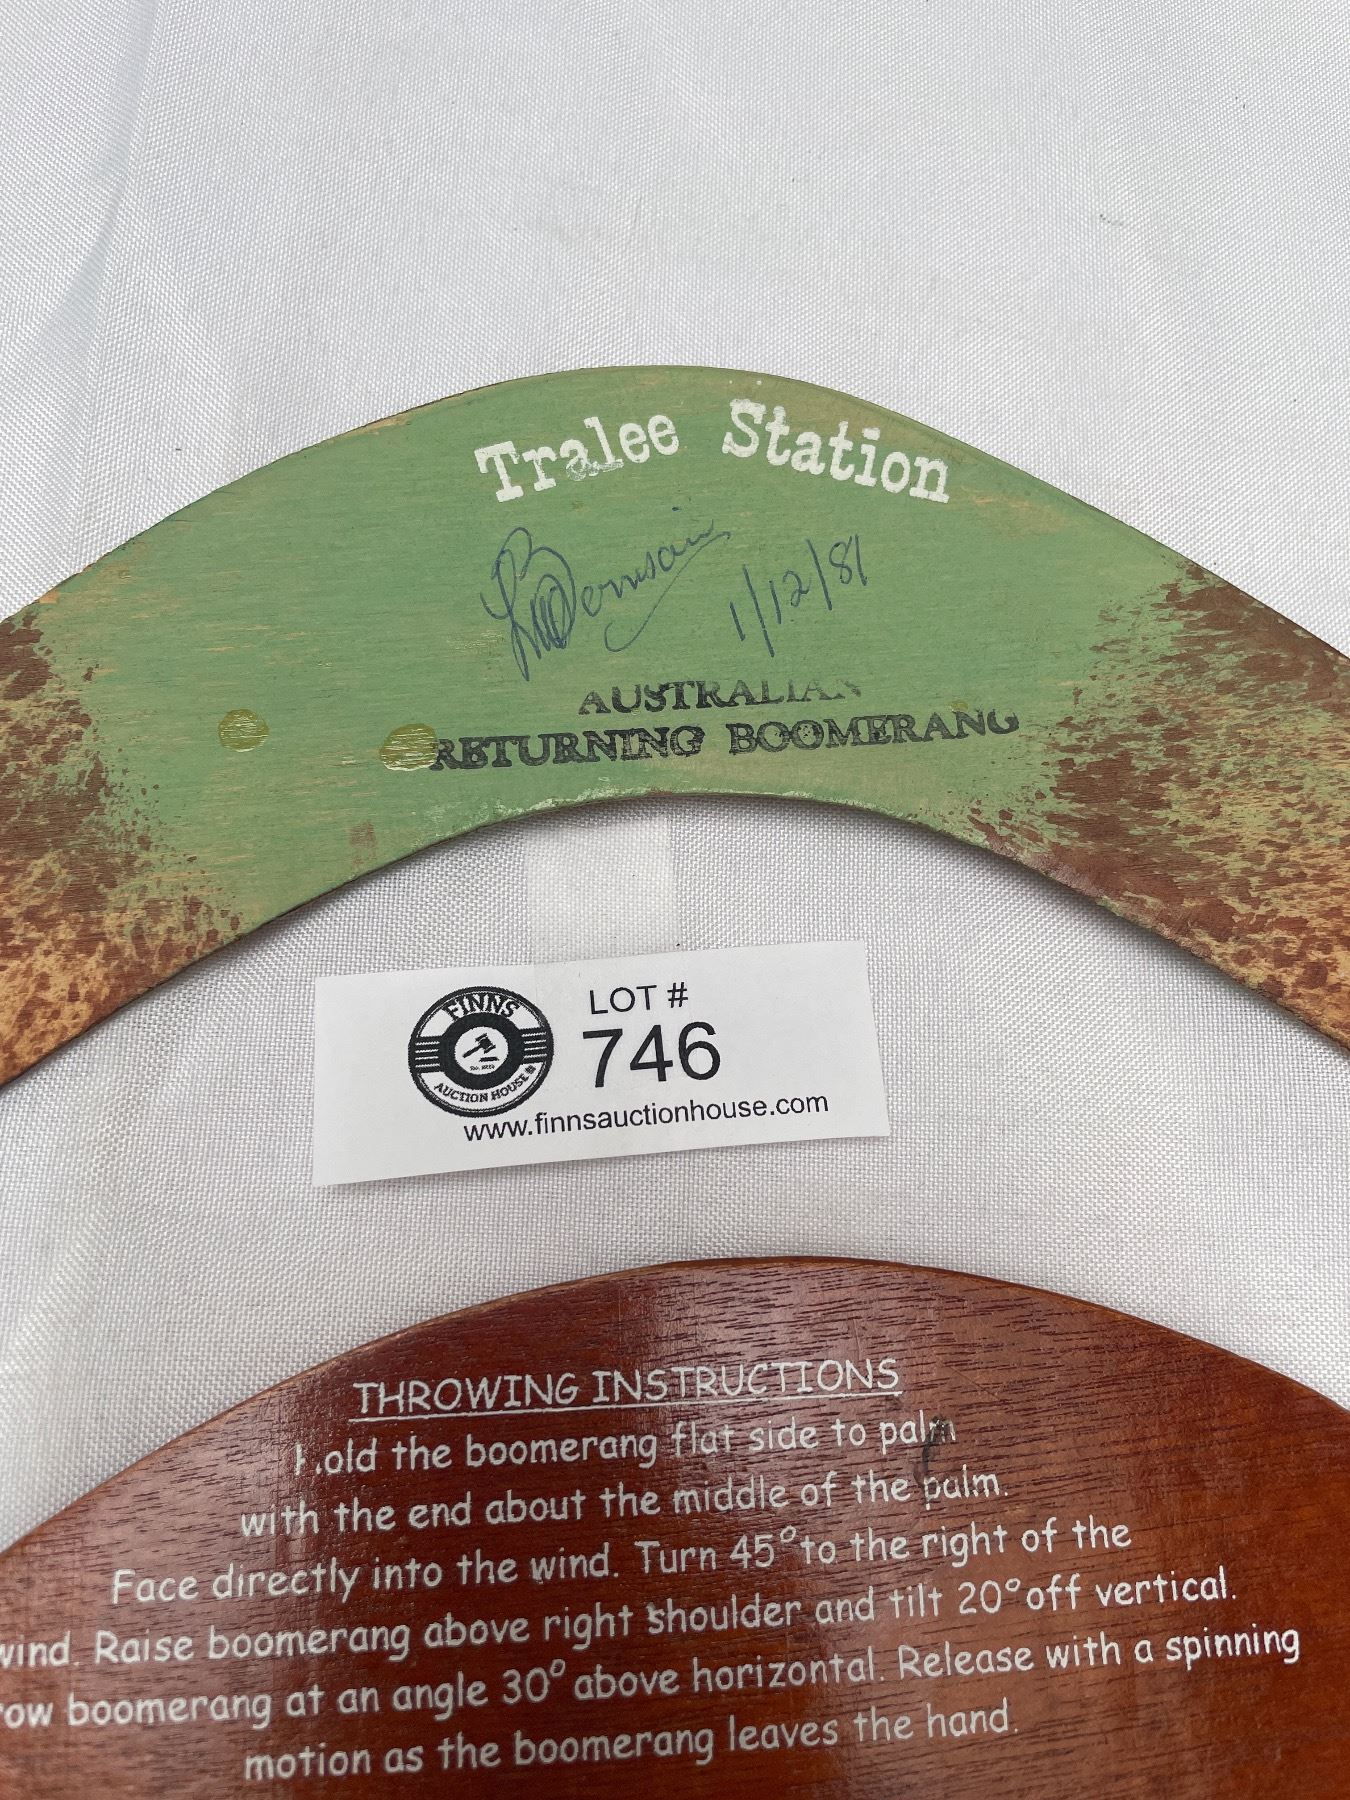 Tralee Station
1/12/81
AUSTRALIAN
RETURNING BOOMERANG
FINNS
AUCTION HOUSE
LOT #
746
www.finnsauctionhouse.com
THROWING INSTRUCTIONS
old the boomerang flat side to palm
with the end about the middle of the palm.
Face directly into the wind. Turn 45° to the right of the
wind. Raise boomerang above right shoulder and tilt 20° off vertical.
row boomerang at an angle 30° above horizontal. Release with a spinning
motion as the boomerang leaves the hand.